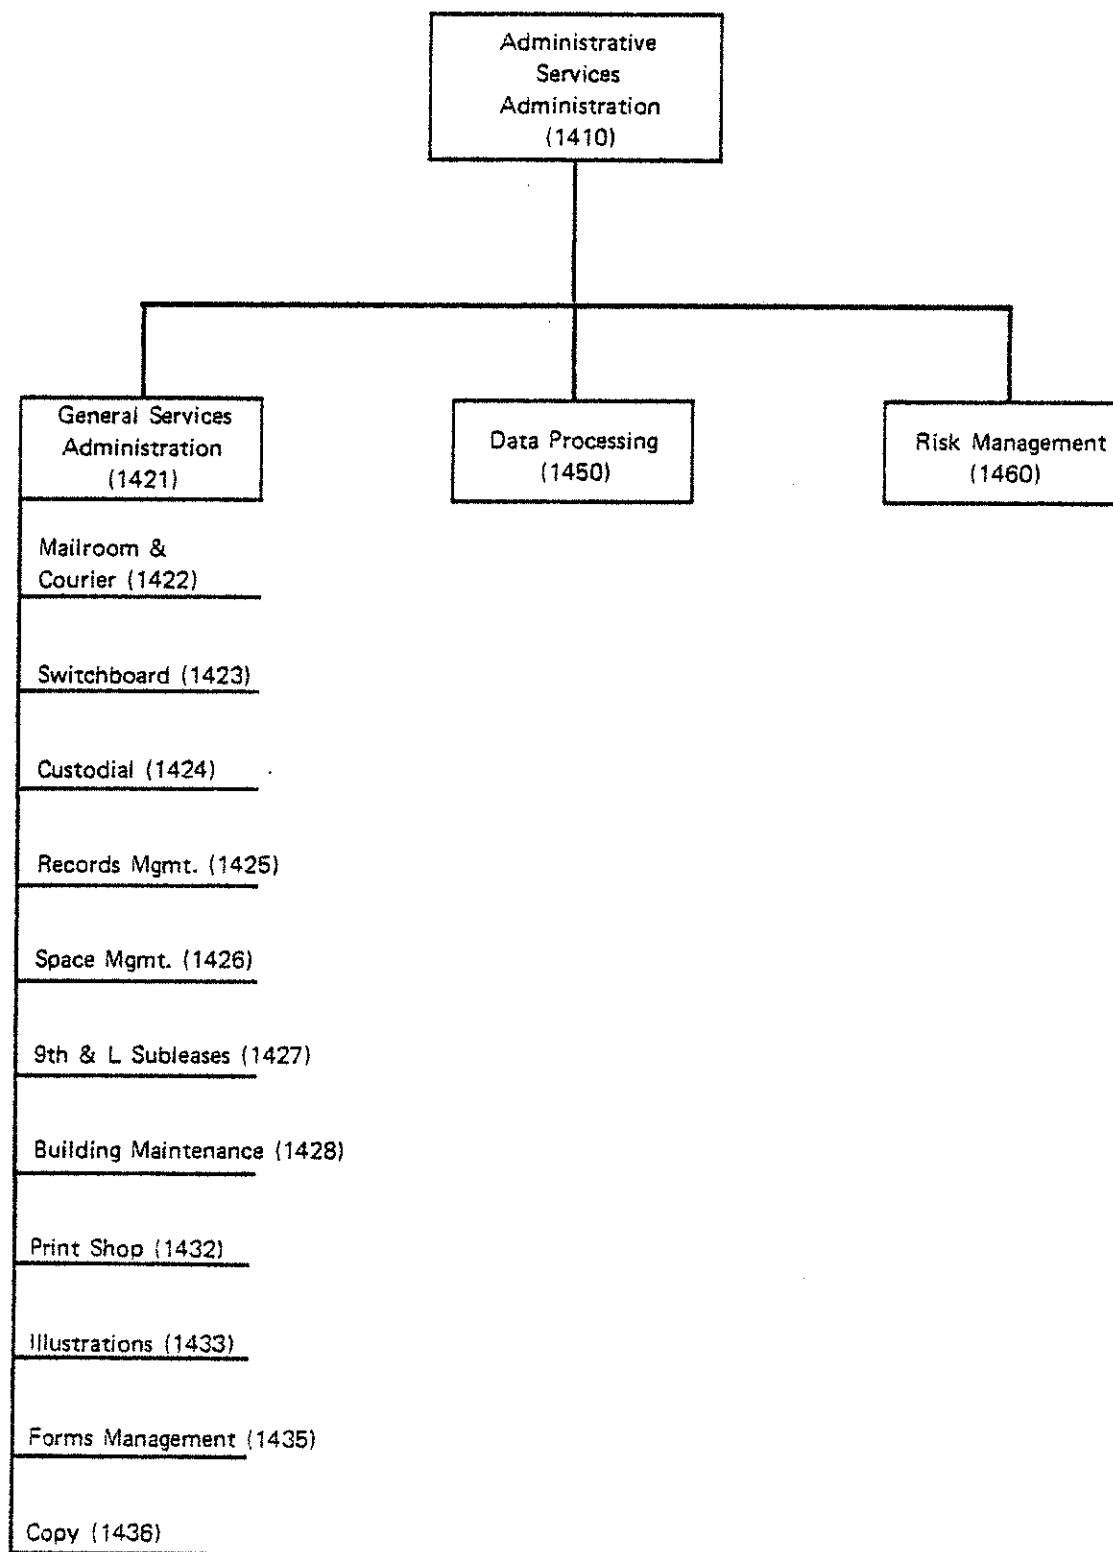 Administrative
Services
Administration
(1410)
General Services
Administration
(1421)
Data Processing
(1450)
Risk Management
(1460)
Mailroom &
Courier (1422)
Switchboard (1423)
Custodial (1424)
Records Mgmt. (1425)
Space Mgmt. (1426)
9th & L Subleases (1427)
Building Maintenance (1428)
Print Shop (1432)
Illustrations (1433)
Forms Management (1435)
Copy (1436)